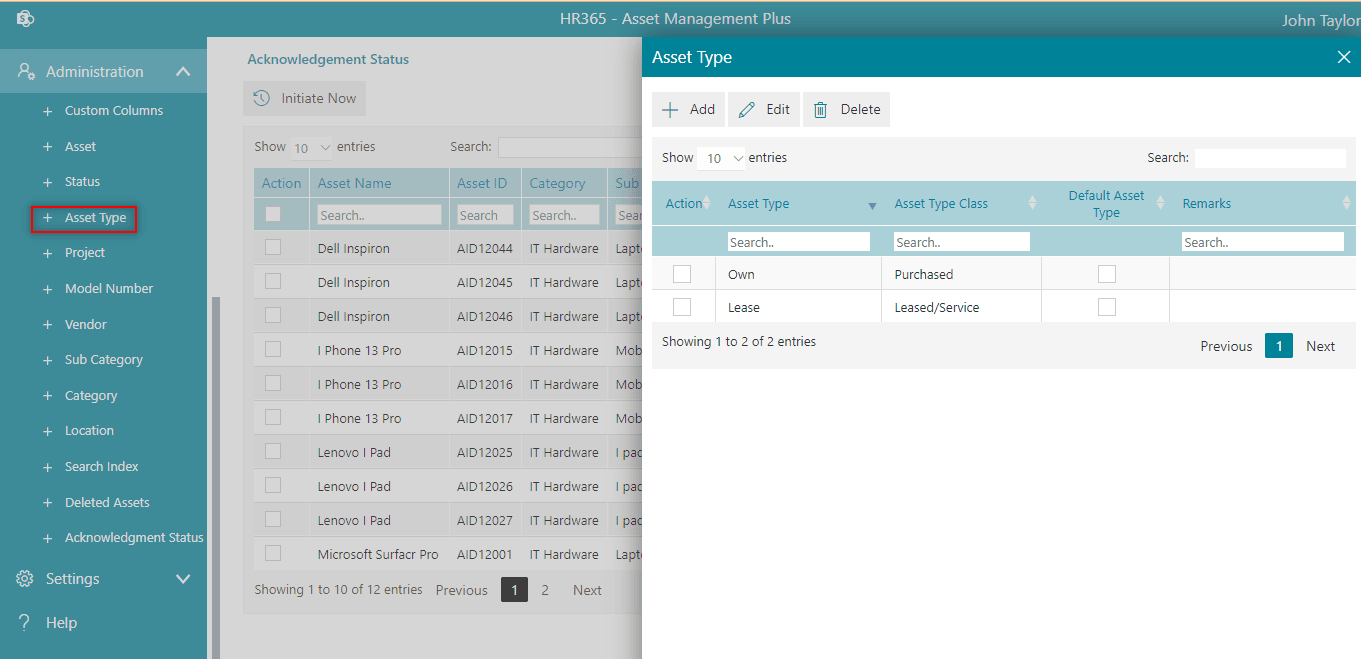 HR365 - Asset Management Plus
John Taylor
Administration
Custom Columns
Asset
Status
Asset Type
Project
Model Number
Vendor
Sub Category
Category
Location
Search Index
Deleted Assets
Acknowledgment Status
Settings
Help
Acknowledgement Status
Initiate Now
Show 10 entries Search:
Action Asset Name Asset ID Category Sub
Search.. Search Search.. Sear
Dell Inspiron AID12044 IT Hardware Lapt
Dell Inspiron AID12045 IT Hardware Lapt
Dell Inspiron AID12046 IT Hardware Lapt
I Phone 13 Pro AID12015 IT Hardware Mob
I Phone 13 Pro AID12016 IT Hardware Mob
I Phone 13 Pro AID12017 IT Hardware Mob
Lenovo I Pad AID12025 IT Hardware I pad
Lenovo I Pad AID12026 IT Hardware I pad
Lenovo I Pad AID12027 IT Hardware I pad
Microsoft Surfacr Pro AID12001 IT Hardware Lapt
Showing 1 to 10 of 12 entries Previous 1 2 Next
Asset Type
Add Edit Delete
Show 10 entries Search:
Action Asset Type Asset Type Class Default Asset Type Remarks
Search.. Search.. Search..
Own Purchased
Lease Leased/Service
Showing 1 to 2 of 2 entries
Previous 1 Next